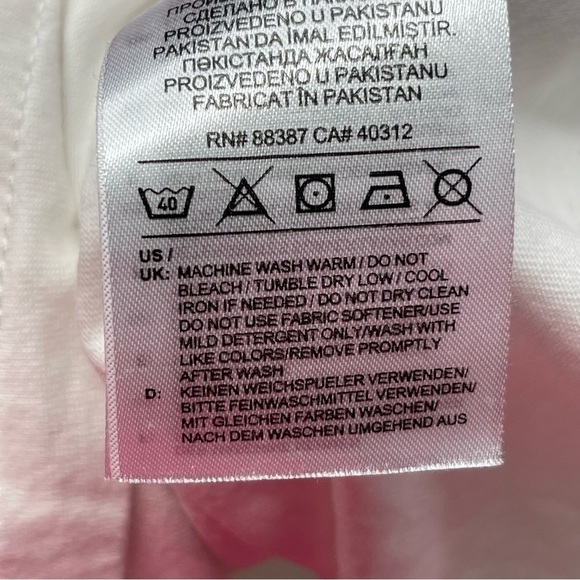 СДЕЛАНО В
PROIZVEDENO U PAKISTANU
PAKISTAN'DA İMAL EDİLMİŞTİR.
ПӘКІСТАНДА ЖАСАЛҒАН
PROIZVEDENO U PAKISTANU
FABRICAT ÎN PAKISTAN
RN# 88387 CA# 40312
40
US /
UK: MACHINE WASH WARM / DO NOT
BLEACH / TUMBLE DRY LOW / COOL
IRON IF NEEDED / DO NOT DRY CLEAN
DO NOT USE FABRIC SOFTENER/USE
MILD DETERGENT ONLY/WASH WITH
LIKE COLORS/REMOVE PROMPTLY
AFTER WASH
D: KEINEN WEICHSPUELER VERWENDEN/
BITTE FEINWASCHMITTEL VERWENDEN/
MIT GLEICHEN FARBEN WASCHEN/
NACH DEM WASCHEN UMGEHEND AUS